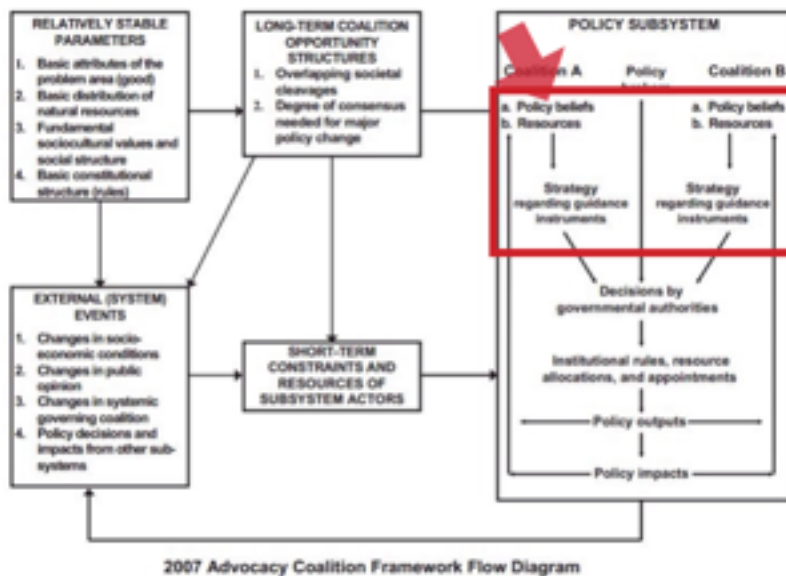 RELATIVELY STABLE
PARAMETERS
1. Basic attributes of the
problem area (good)
2. Basic distribution of
natural resources
3. Fundamental
sociocultural values and
social structure
4. Basic constitutional
structure (rules)
LONG-TERM COALITION
OPPORTUNITY
STRUCTURES
1. Overlapping societal
cleavages
2. Degree of consensus
needed for major
policy change
POLICY SUBSYSTEM
Coalition A
Policy
Coalition B
a. Policy beliefs
b. Resources
a. Policy beliefs
b. Resources
Strategy
regarding guidance
instruments
Strategy
regarding guidance
instruments
Decisions by
governmental authorities
Institutional rules, resource
allocations, and appointments
Policy outputs
Policy impacts
EXTERNAL (SYSTEM)
EVENTS
1. Changes in socio-
economic conditions
2. Changes in public
opinion
3. Changes in systemic
governing coalition
4. Policy decisions and
impacts from other sub-
systems
SHORT-TERM
CONSTRAINTS AND
RESOURCES OF
SUBSYSTEM ACTORS
2007 Advocacy Coalition Framework Flow Diagram